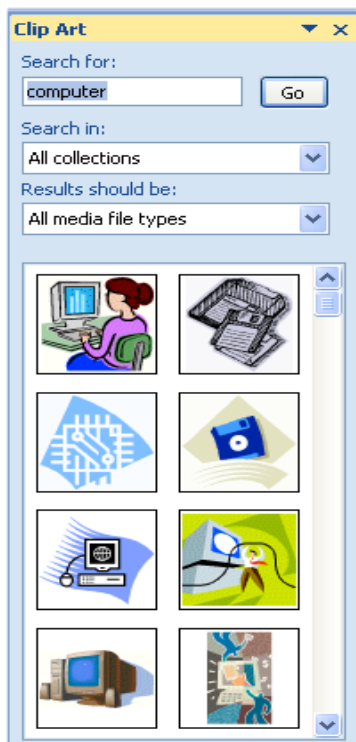 Clip Art
Search for:
computer
Go
Search in:
All collections
Results should be:
All media file types